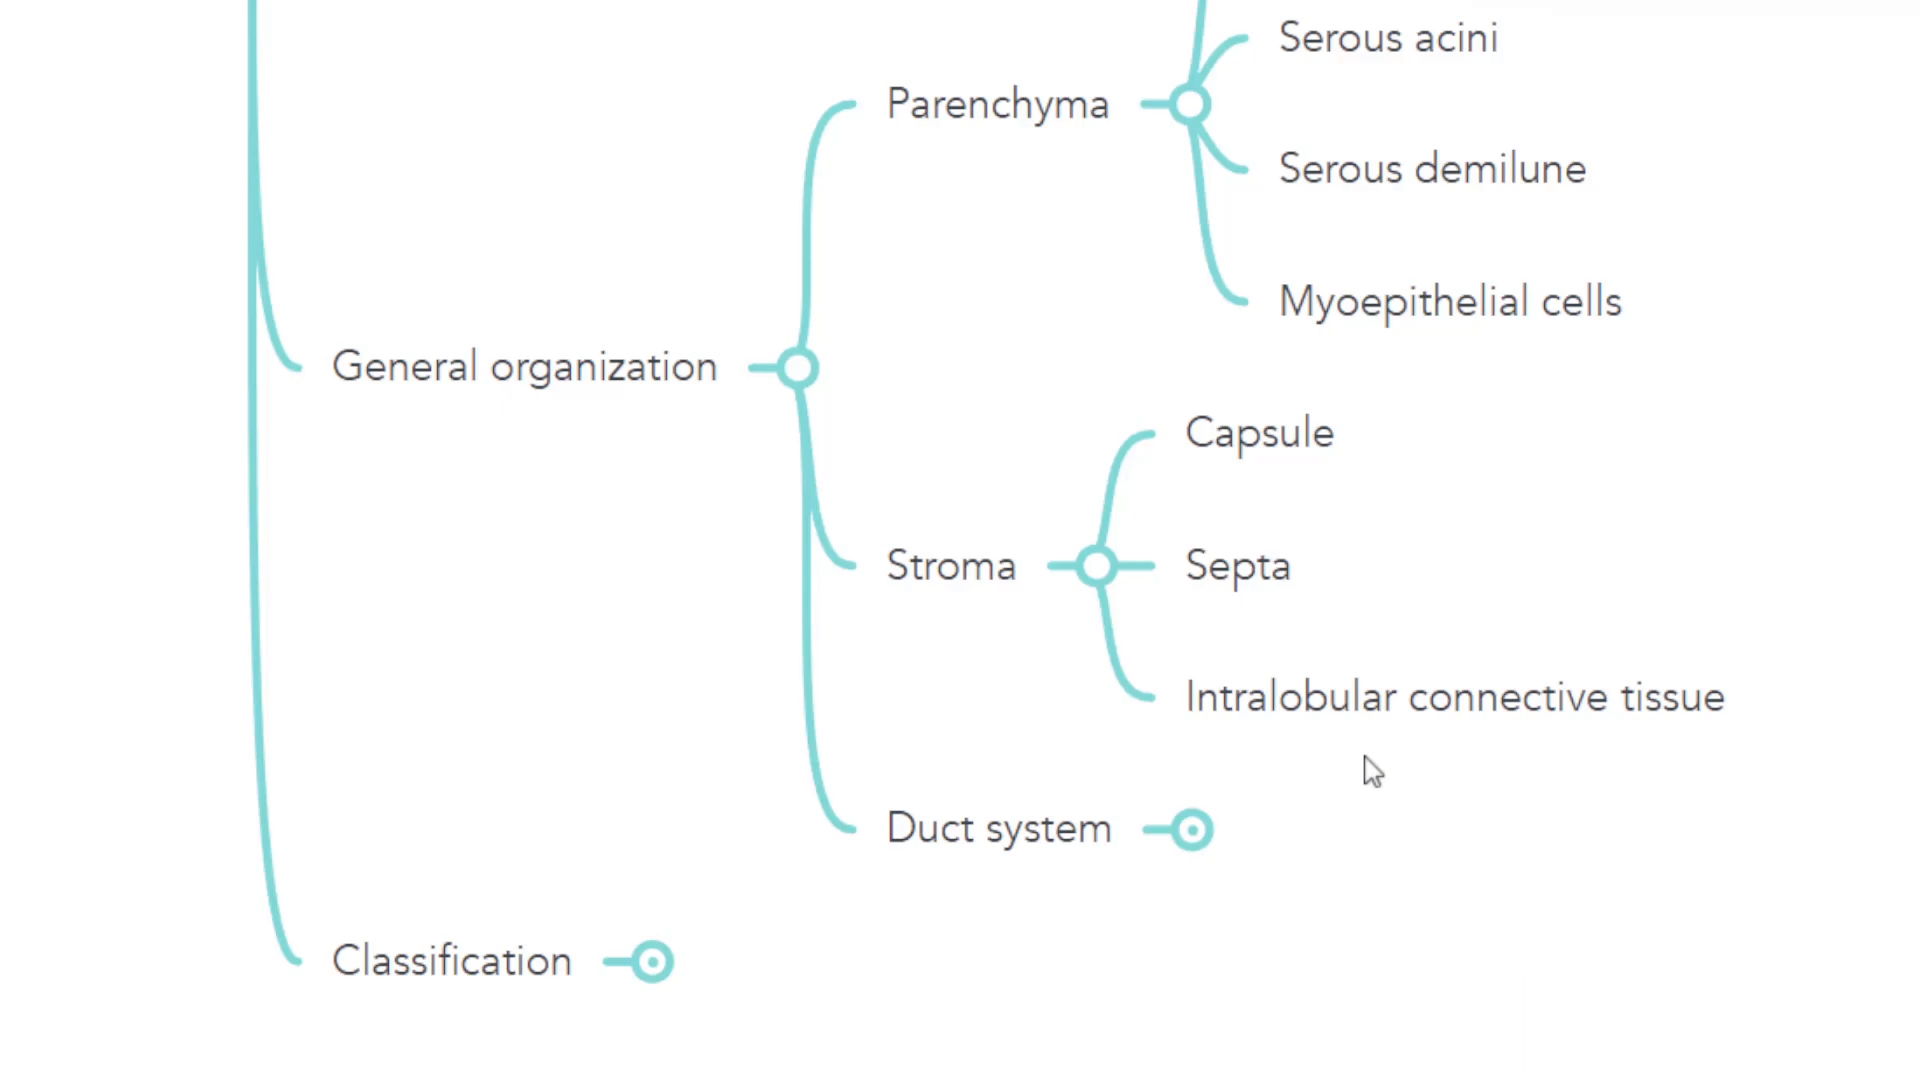 Serous acini
Parenchyma
Serous demilune
Myoepithelial cells
General organization
Capsule
Stroma
Septa
Intralobular connective tissue
Duct system
Classification